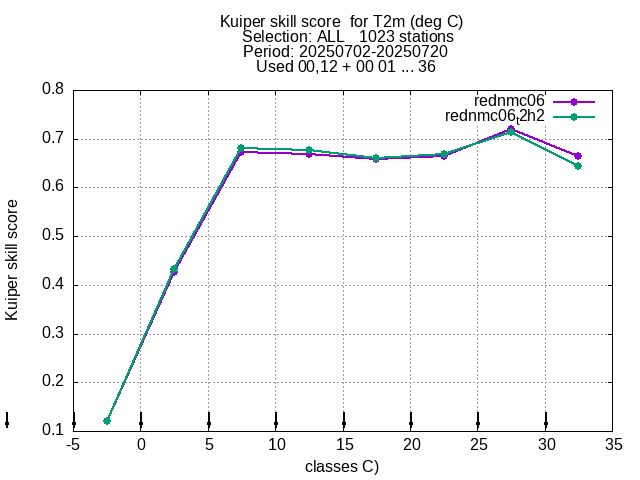 Kuiper skill score  for T2m (deg C)
Selection: ALL   1023 stations
Period: 20250702-20250720
Used 00,12 + 00 01 ... 36
rednmc06
rednmc06_t2h2
Kuiper skill score
0.8
0.7
0.6
0.5
0.4
0.3
0.2
0.1
-5 0 5 10 15 20 25 30 35
classes C)